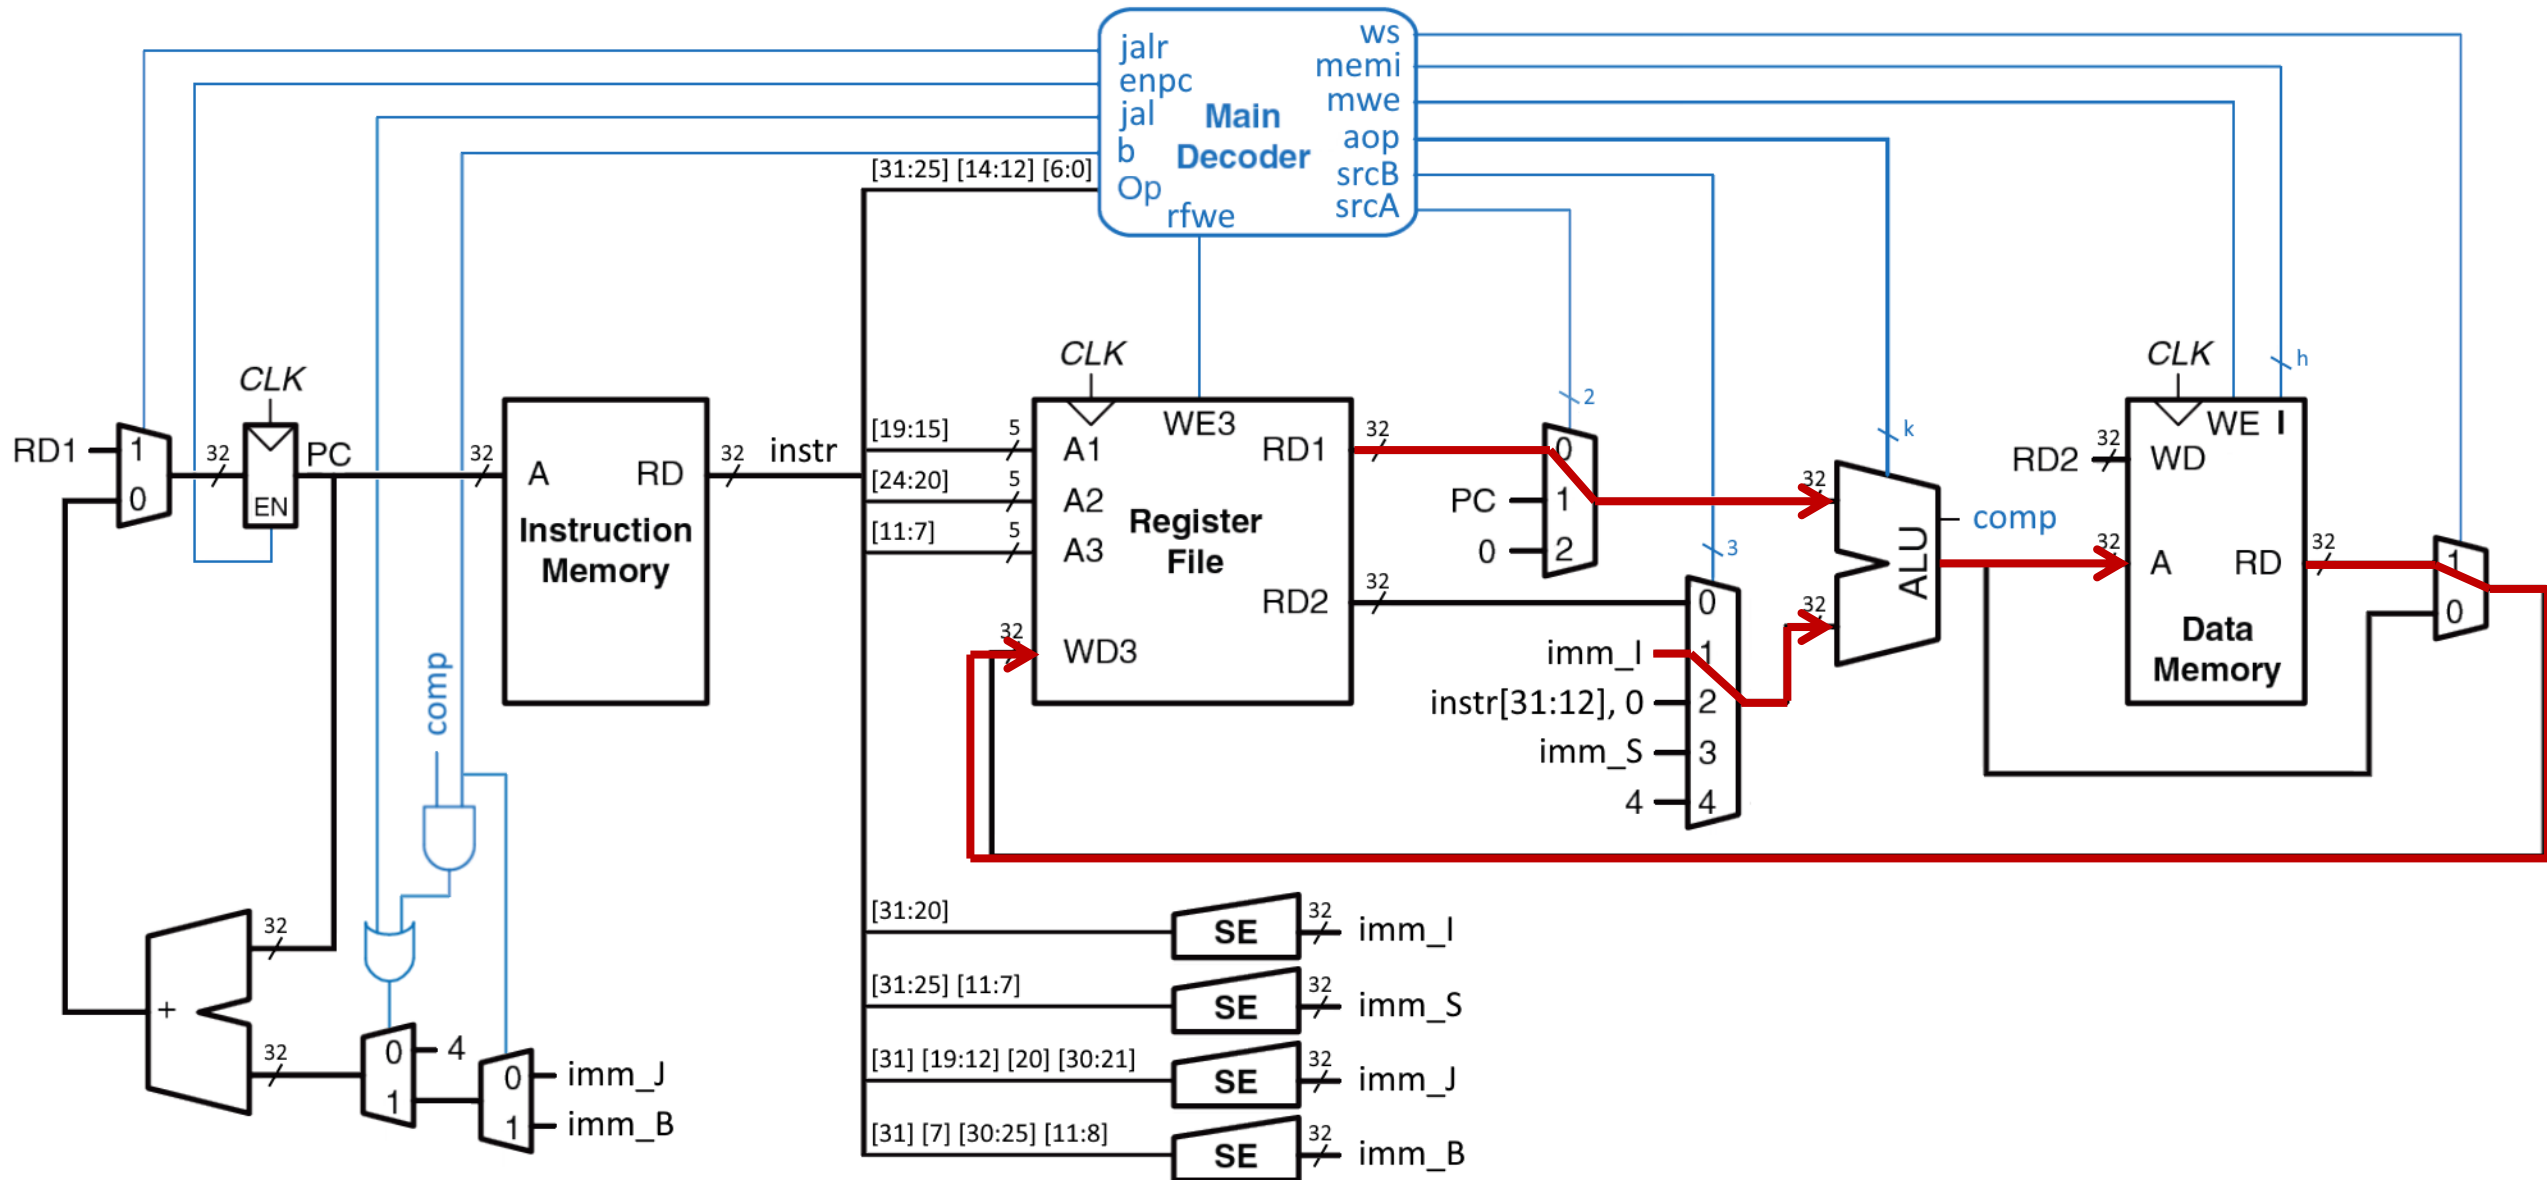 jalr
enpc
jal
b
Op
rfwe
Main
Decoder
ws
memi
mwe
aop
srcB
srcA
[31:25] [14:12] [6:0]
RD1
1
0
32
CLK
EN
PC
32
A
RD
Instruction
Memory
32
instr
[19:15]
5
[24:20]
5
[11:7]
5
CLK
WE3
A1
A2
A3
WD3
32
Register
File
RD1
RD2
32
32
2
0
PC
1
0
2
3
0
imm_I
1
instr[31:12], 0
2
imm_S
3
4
4
k
32
32
ALU
comp
CLK
WE
I
h
RD2
32
WD
32
A
RD
Data
Memory
32
1
0
comp
32
+
32
0
4
1
0
imm_J
1
imm_B
[31:20]
SE
32
imm_I
[31:25] [11:7]
SE
32
imm_S
[31] [19:12] [20] [30:21]
SE
32
imm_J
[31] [7] [30:25] [11:8]
SE
32
imm_B